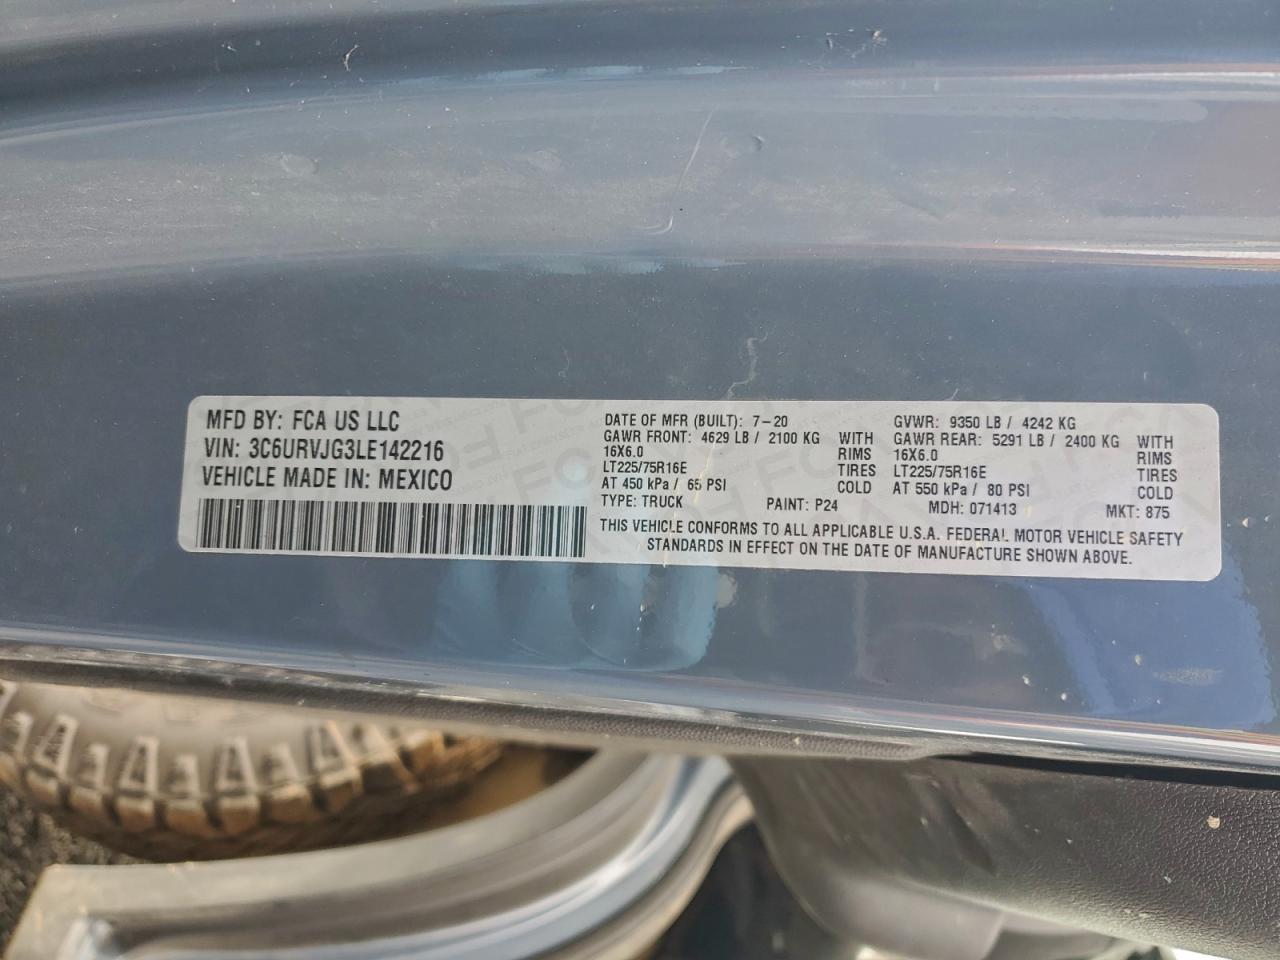 MFD BY: FCA US LLC
VIN: 3C6URVJG3LE142216
VEHICLE MADE IN: MEXICO
DATE OF MFR (BUILT): 7-20
GAWR FRONT: 4629 LB / 2100 KG WITH
16X6.0 RIMS
LT225/75R16E TIRES
AT 450 kPa / 65 PSI COLD
TYPE: TRUCK PAINT: P24
GVWR: 9350 LB / 4242 KG
GAWR REAR: 5291 LB / 2400 KG WITH
16X6.0 RIMS
LT225/75R16E TIRES
AT 550 kPa / 80 PSI COLD
MDH: 071413 MKT: 875
THIS VEHICLE CONFORMS TO ALL APPLICABLE U.S.A. FEDERAL MOTOR VEHICLE SAFETY
STANDARDS IN EFFECT ON THE DATE OF MANUFACTURE SHOWN ABOVE.